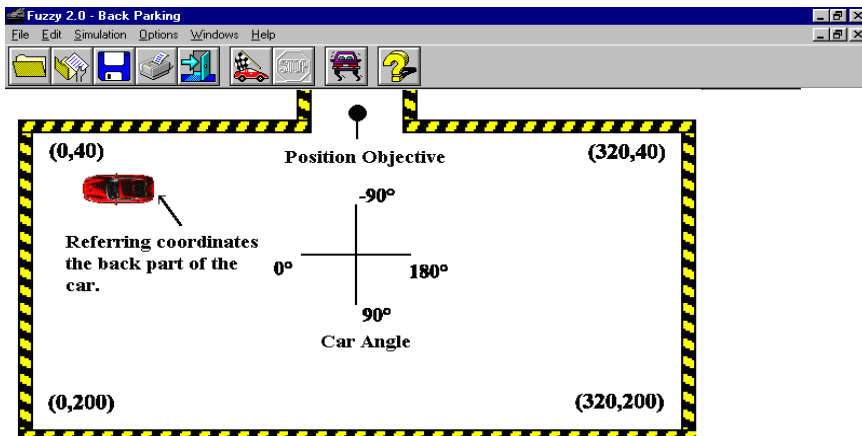 Fuzzy 2.0 - Back Parking
File Edit Simulation Options Windows Help
STOP
(0,40)
(320,40)
Position Objective
-90°
Referring coordinates
the back part of the
car.
0°
180°
90°
Car Angle
(0,200)
(320,200)